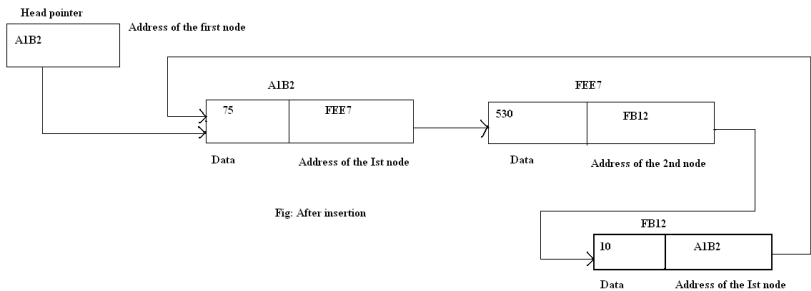 Head pointer
A1B2
Address of the first node
A1B2
75
FEE7
Data
Address of the Ist node
FEE7
530
FB12
Data
Address of the 2nd node
Fig: After insertion
FB12
10
A1B2
Data
Address of the Ist node